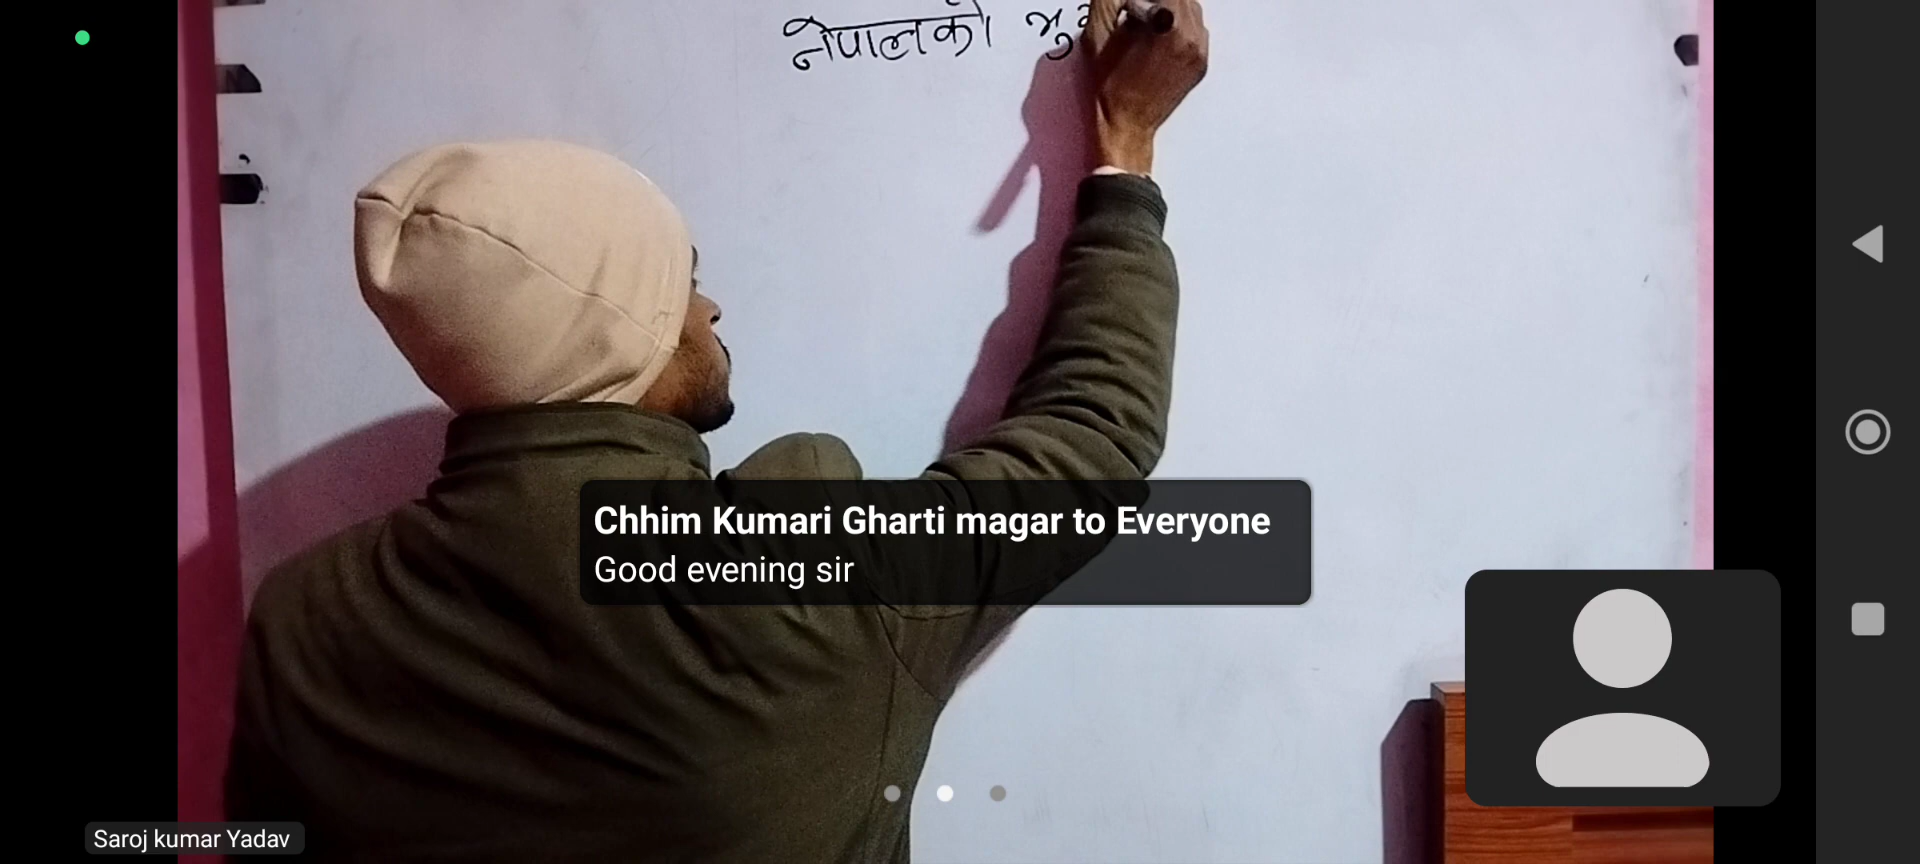 नेपालको
Chhim Kumari Gharti magar to Everyone
Good evening sir
Saroj kumar Yadav